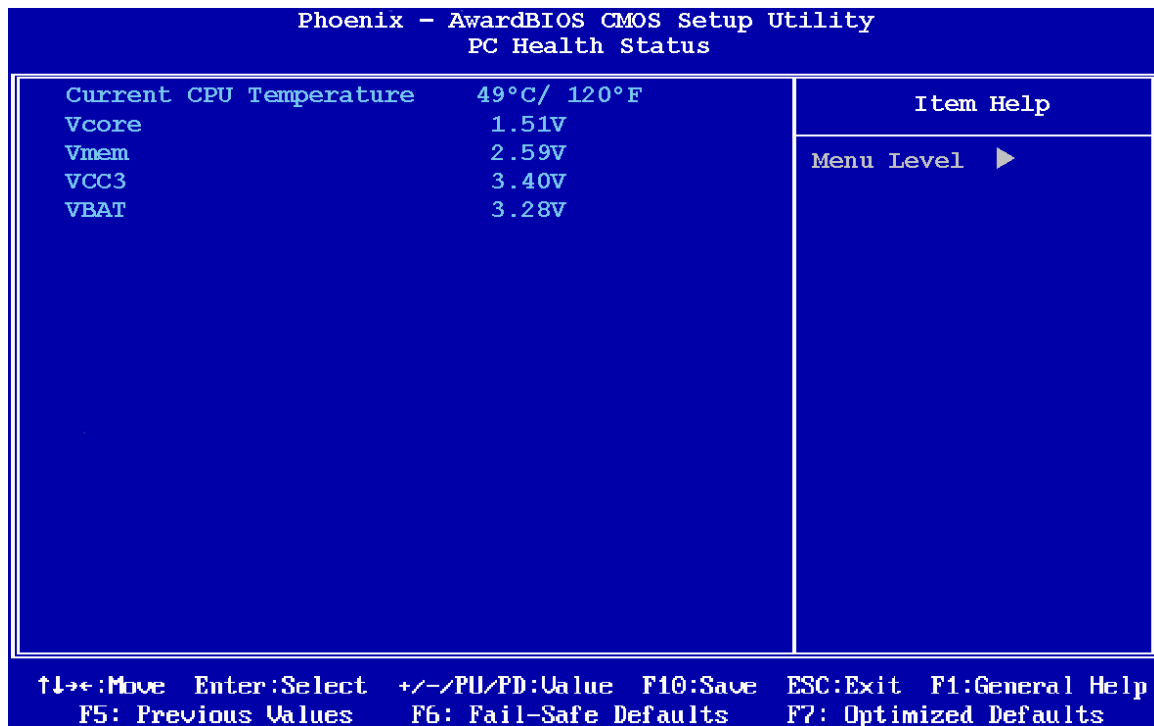 Phoenix – AwardBIOS CMOS Setup Utility
PC Health Status
Current CPU Temperature 49°C/ 120°F
Vcore 1.51V
Vmem 2.59V
VCC3 3.40V
VBAT 3.28V
Item Help
Menu Level ▶
↑↓→←:Move Enter:Select +/-/PU/PD:Value F10:Save ESC:Exit F1:General Help
F5: Previous Values F6: Fail-Safe Defaults F7: Optimized Defaults